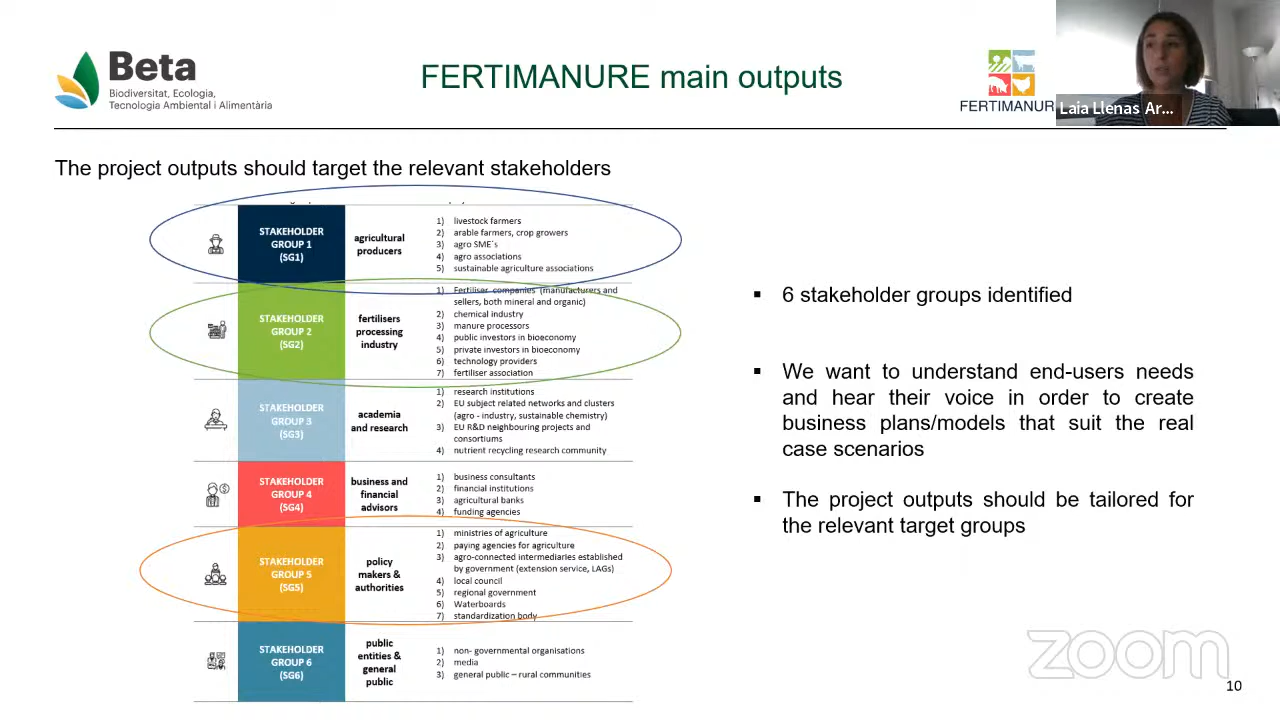 Beta
Biodiversitat, Ecologia,
Tecnologia Ambiental i Alimentària
FERTIMANURE main outputs
FERTIMANUR
Laia Llenas Ar...
The project outputs should target the relevant stakeholders
STAKEHOLDER
GROUP 1
(SG1)
agricultural
producers
1) livestock farmers
2) arable farmers, crop growers
3) agro SME´s
4) agro associations
5) sustainable agriculture associations
STAKEHOLDER
GROUP 2
(SG2)
fertilisers
processing
industry
1) Fertiliser companies (manufacturers and
sellers, both mineral and organic)
2) chemical industry
3) manure processors
4) public investors in bioeconomy
5) private investors in bioeconomy
6) technology providers
7) fertiliser association
STAKEHOLDER
GROUP 3
(SG3)
academia
and research
1) research institutions
2) EU subject related networks and clusters
(agro - industry, sustainable chemistry)
3) EU R&D neighbouring projects and
consortiums
4) nutrient recycling research community
STAKEHOLDER
GROUP 4
(SG4)
business and
financial
advisors
1) business consultants
2) financial institutions
3) agricultural banks
4) funding agencies
STAKEHOLDER
GROUP 5
(SG5)
policy
makers &
authorities
1) ministries of agriculture
2) paying agencies for agriculture
3) agro-connected intermediaries established
by government (extension service, LAGs)
4) local council
5) regional government
6) Waterboards
7) standardization body
STAKEHOLDER
GROUP 6
(SG6)
public
entities &
general
public
1) non- governmental organisations
2) media
3) general public – rural communities
▪ 6 stakeholder groups identified
▪ We want to understand end-users needs
and hear their voice in order to create
business plans/models that suit the real
case scenarios
▪ The project outputs should be tailored for
the relevant target groups
zoom
10